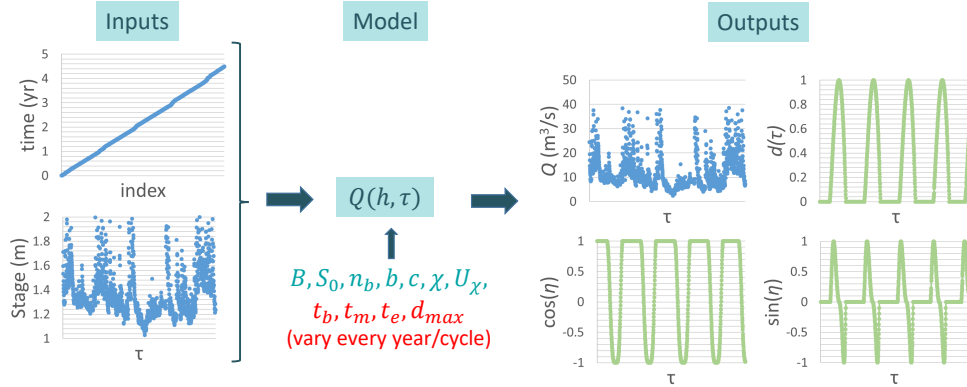 Inputs
Model
Outputs
time (yr)
5
4
3
2
1
0
index
Stage (m)
2
1.8
1.6
1.4
1.2
1
τ
Q(h, τ)
B, S₀, n_b, b, c, χ, U_χ,
t_b, t_m, t_e, d_max
(vary every year/cycle)
Q (m³/s)
50
40
30
20
10
0
τ
d(τ)
1
0.8
0.6
0.4
0.2
0
τ
cos(η)
1
0.5
0
-0.5
-1
τ
sin(η)
1
0.5
0
-0.5
-1
τ